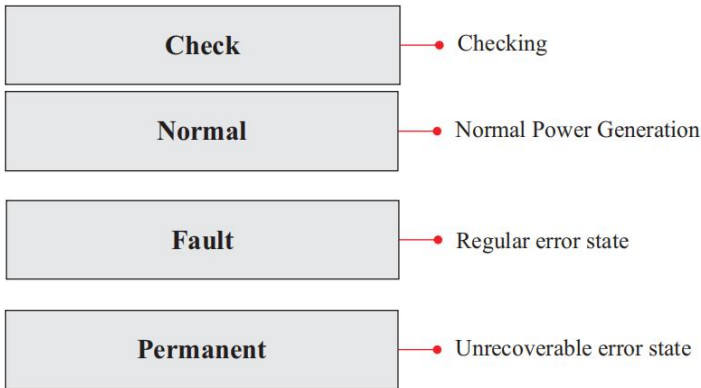 Check
Checking
Normal
Normal Power Generation
Fault
Regular error state
Permanent
Unrecoverable error state